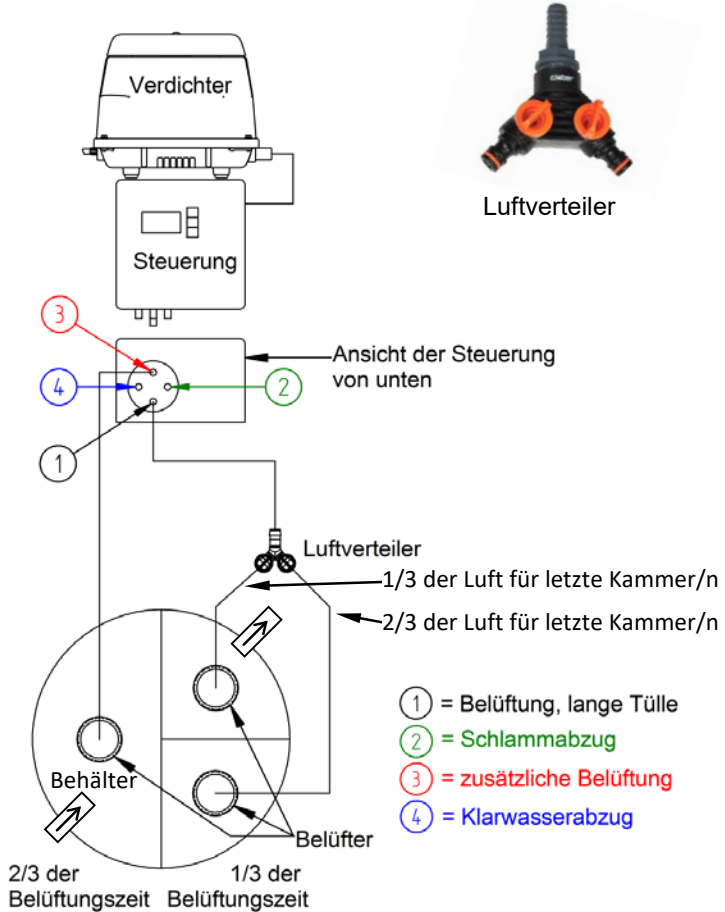 Verdichter
Luftverteiler
Steuerung
3
4
2
1
Ansicht der Steuerung
von unten
Luftverteiler
1/3 der Luft für letzte Kammer/n
2/3 der Luft für letzte Kammer/n
Behälter
Belüfter
2/3 der
Belüftungszeit
1/3 der
Belüftungszeit
1 = Belüftung, lange Tülle
2 = Schlammabzug
3 = zusätzliche Belüftung
4 = Klarwasserabzug